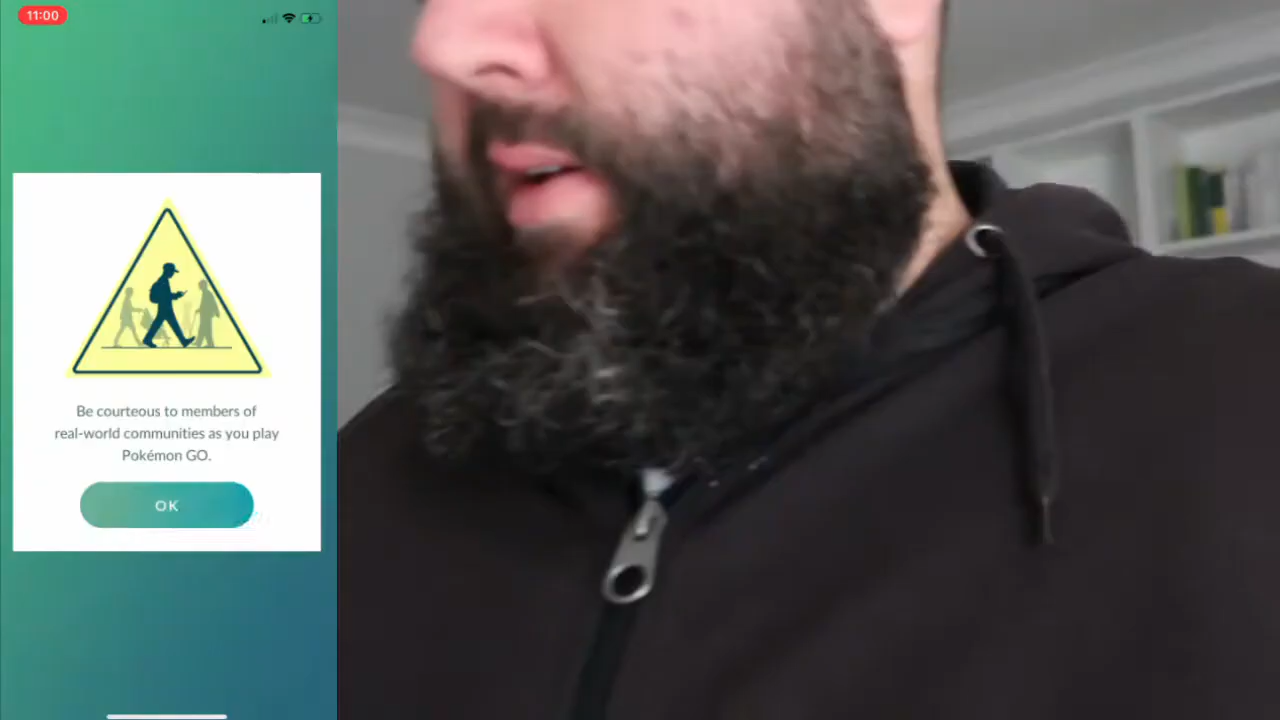 11:00
Be courteous to members of
real-world communities as you play
Pokémon GO.
OK